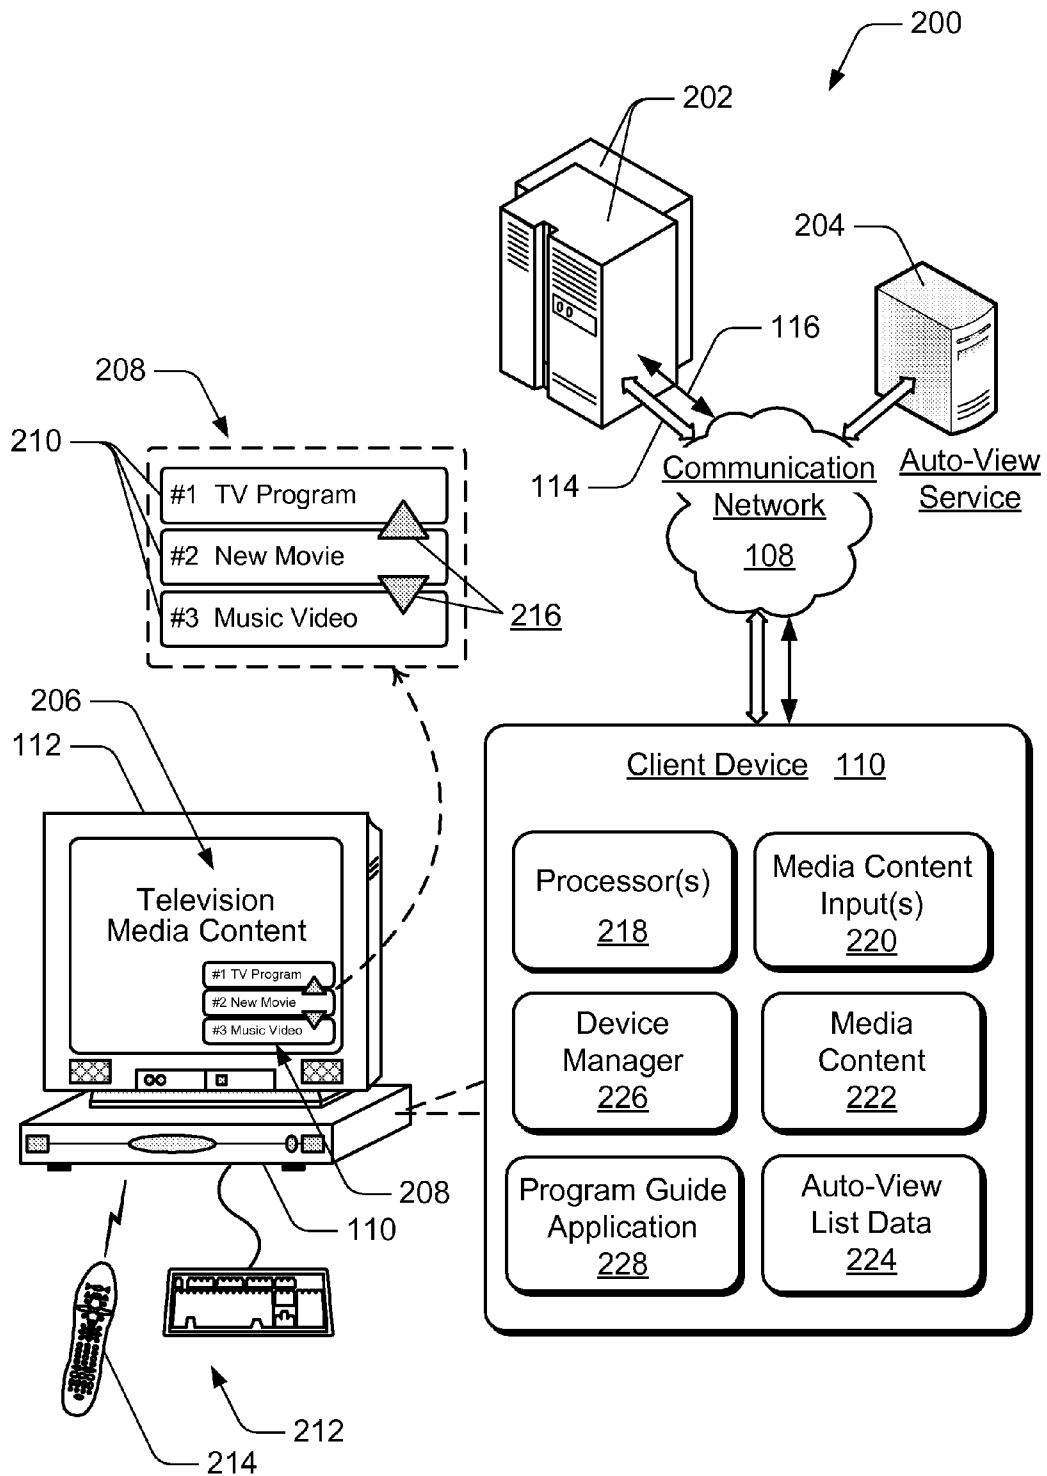 200
202
204
116
208
210
#1 TV Program
#2 New Movie
#3 Music Video
216
114
Communication
Network
108
Auto-View
Service
206
112
Television
Media Content
#1 TV Program
#2 New Movie
#3 Music Video
208
110
212
214
Client Device 110
Processor(s)
218
Media Content
Input(s)
220
Device
Manager
226
Media
Content
222
Program Guide
Application
228
Auto-View
List Data
224